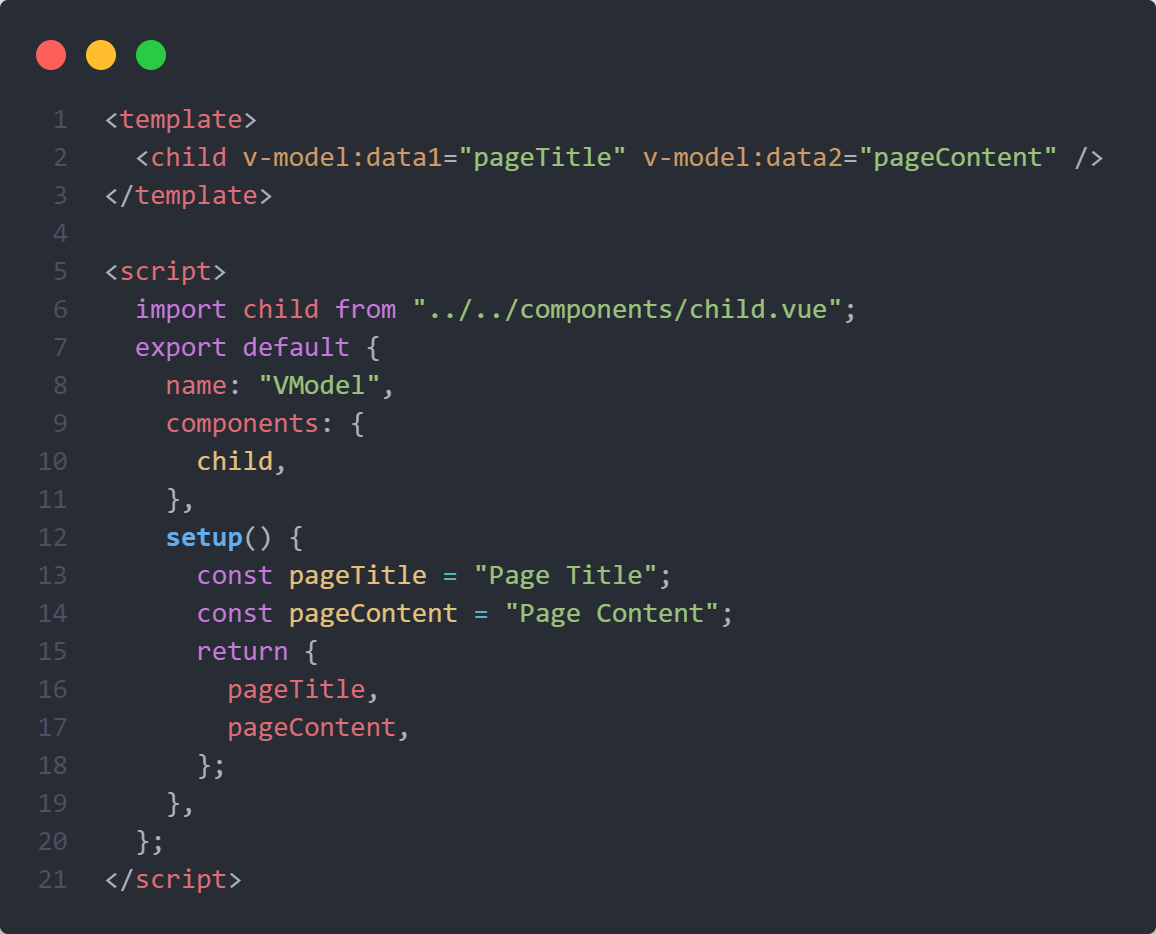 1 <template>
2   <child v-model:data1="pageTitle" v-model:data2="pageContent" />
3 </template>
4
5 <script>
6   import child from "../../components/child.vue";
7   export default {
8     name: "VModel",
9     components: {
10       child,
11     },
12     setup() {
13       const pageTitle = "Page Title";
14       const pageContent = "Page Content";
15       return {
16         pageTitle,
17         pageContent,
18       };
19     },
20   };
21 </script>